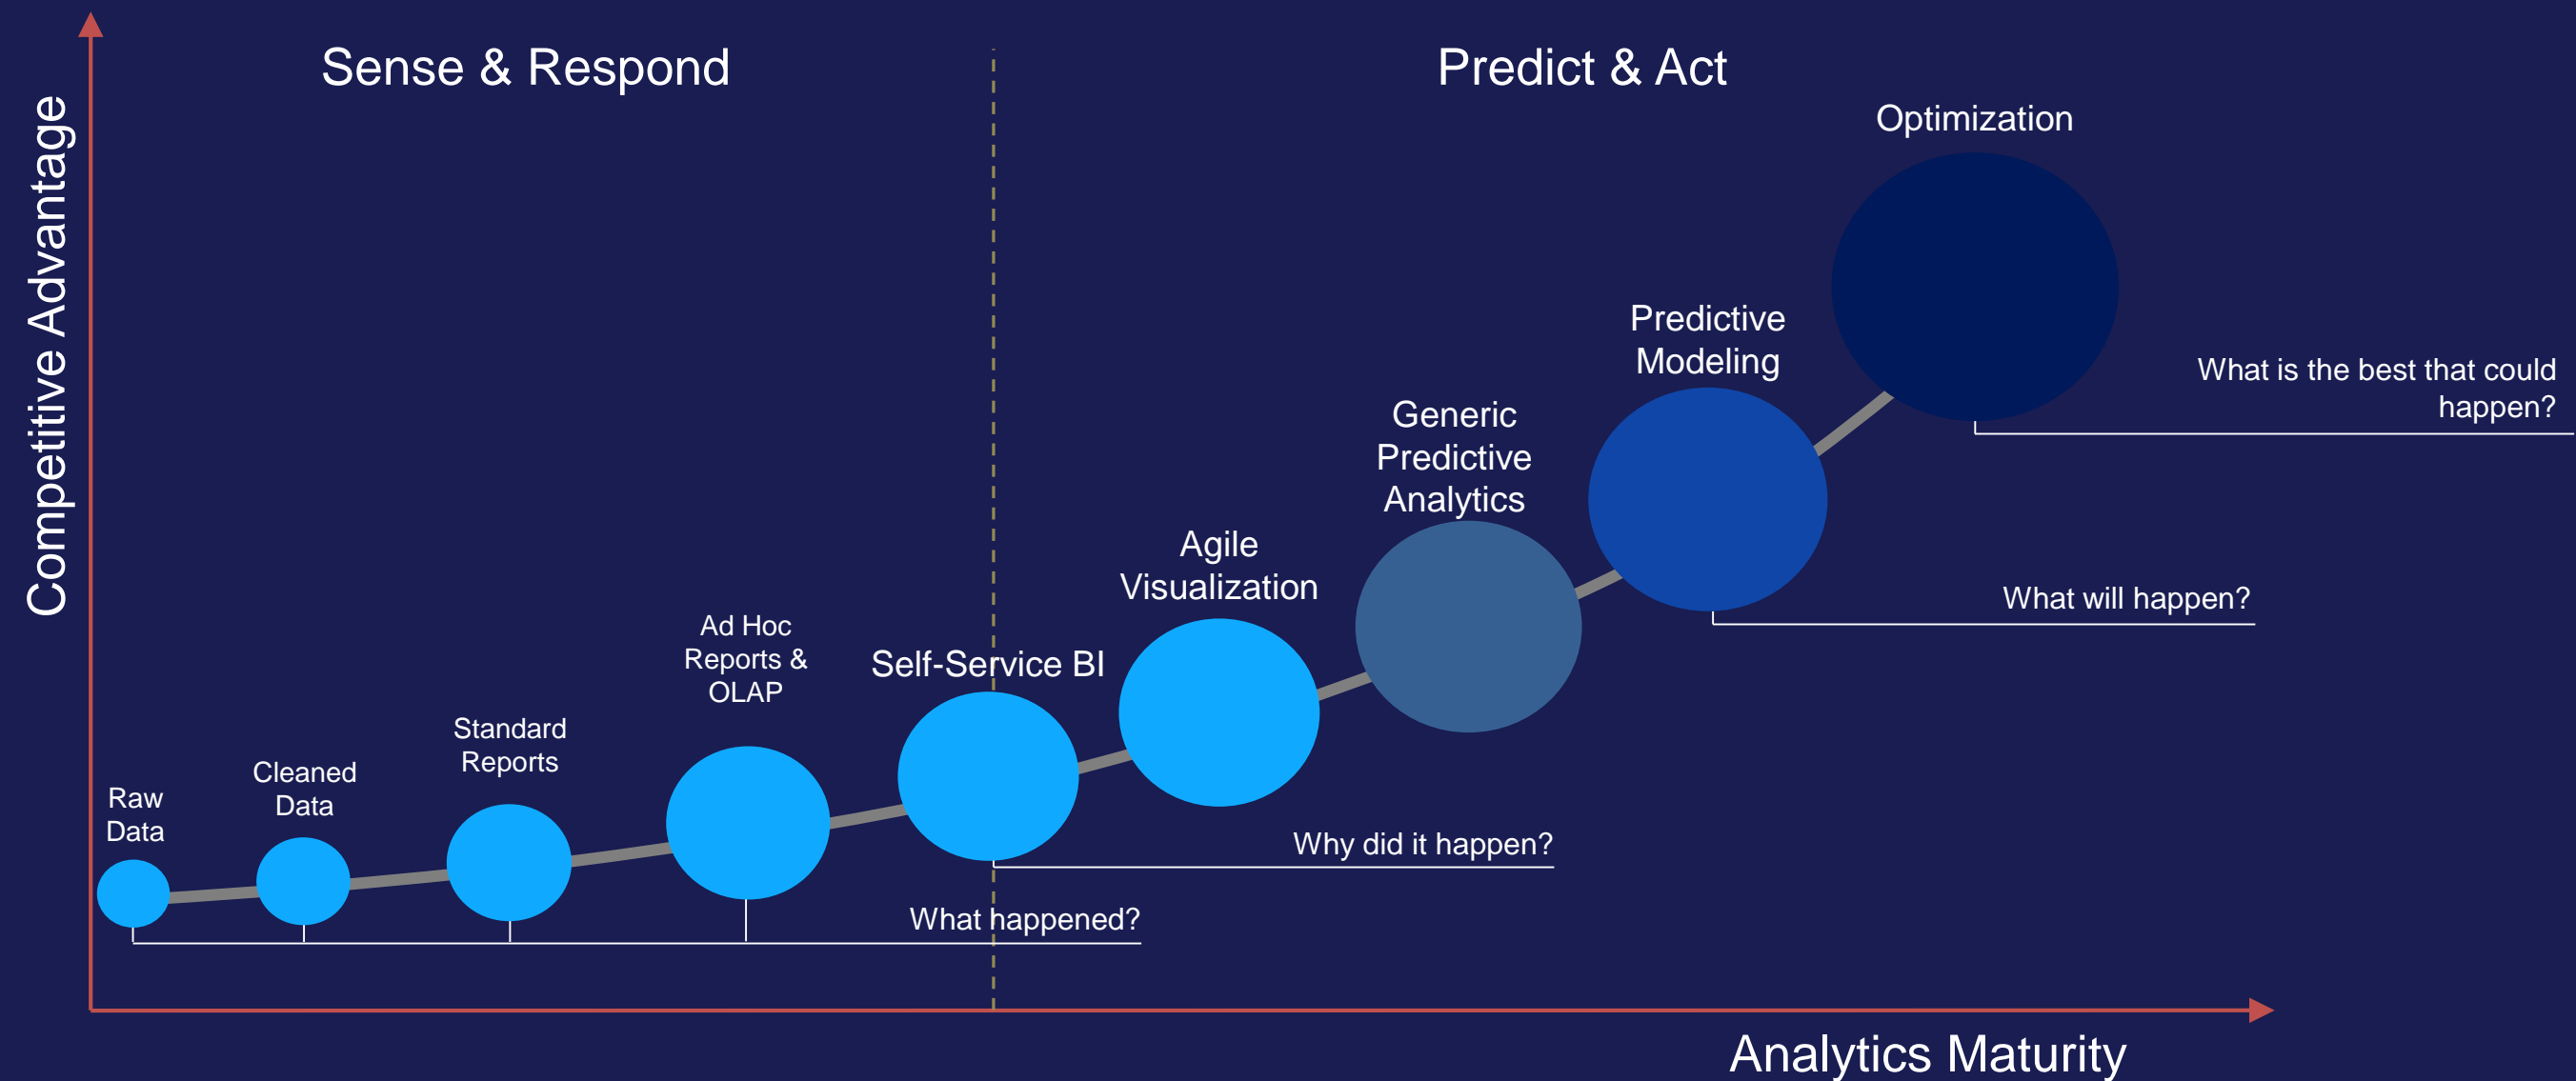 Sense & Respond
Predict & Act
Competitive Advantage
Optimization
Predictive
Modeling
What is the best that could
happen?
Generic
Predictive
Analytics
Agile
Visualization
What will happen?
Ad Hoc
Reports &
OLAP
Self-Service BI
Standard
Reports
Cleaned
Data
Raw
Data
Why did it happen?
What happened?
Analytics Maturity